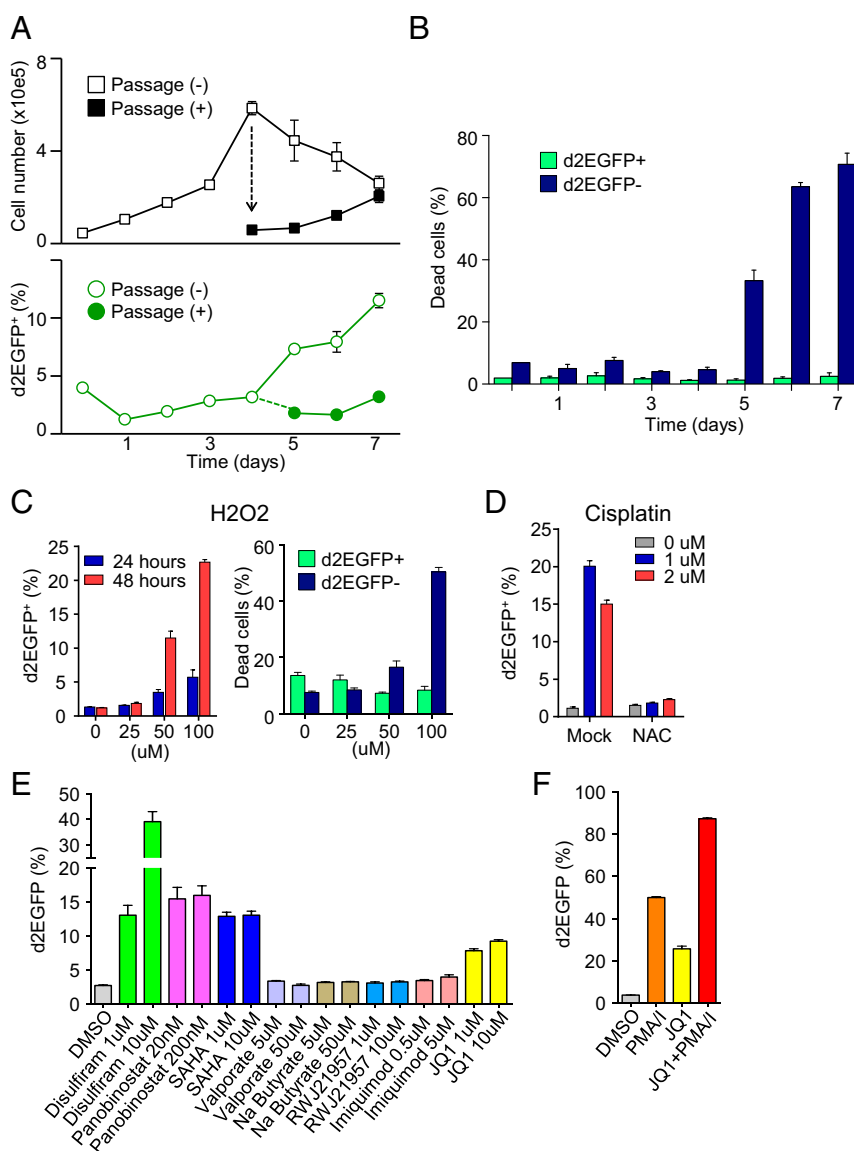 A
Cell number (x10e5)
8
4
0
Passage (-)
Passage (+)
d2EGFP+ (%)
10
5
0
Passage (-)
Passage (+)
1 3 5 7
Time (days)
B
Dead cells (%)
80
60
40
20
0
d2EGFP+
d2EGFP-
1 3 5 7
Time (days)
C
H2O2
d2EGFP+ (%)
25
20
15
10
5
0
24 hours
48 hours
0 25 50 100
(uM)
Dead cells (%)
60
40
20
0
d2EGFP+
d2EGFP-
0 25 50 100
(uM)
D
Cisplatin
d2EGFP+ (%)
25
20
15
10
5
0
0 uM
1 uM
2 uM
Mock NAC
E
d2EGFP (%)
50
40
30
20
15
10
5
0
DMSO
Disulfiram 1uM
Disulfiram 10uM
Panobinostat 20nM
Panobinostat 200nM
SAHA 1uM
SAHA 10uM
Valporate 5uM
Valporate 50uM
Na Butyrate 5uM
Na Butyrate 50uM
RWJ21957 1uM
RWJ21957 10uM
Imiquimod 0.5uM
Imiquimod 5uM
JQ1 1uM
JQ1 10uM
F
d2EGFP (%)
100
80
60
40
20
0
DMSO
PMA/I
JQ1
JQ1+PMA/I